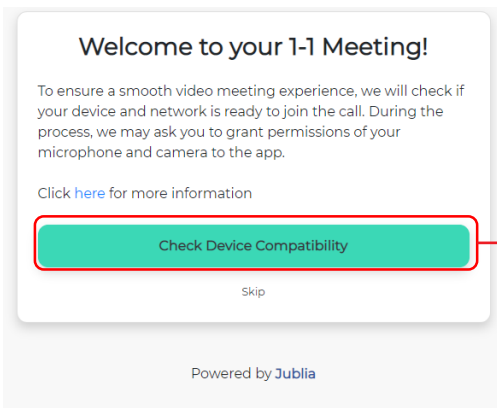 Welcome to your 1-1 Meeting!
To ensure a smooth video meeting experience, we will check if
your device and network is ready to join the call. During the
process, we may ask you to grant permissions of your
microphone and camera to the app.
Click here for more information
Check Device Compatibility
Skip
Powered by Jublia